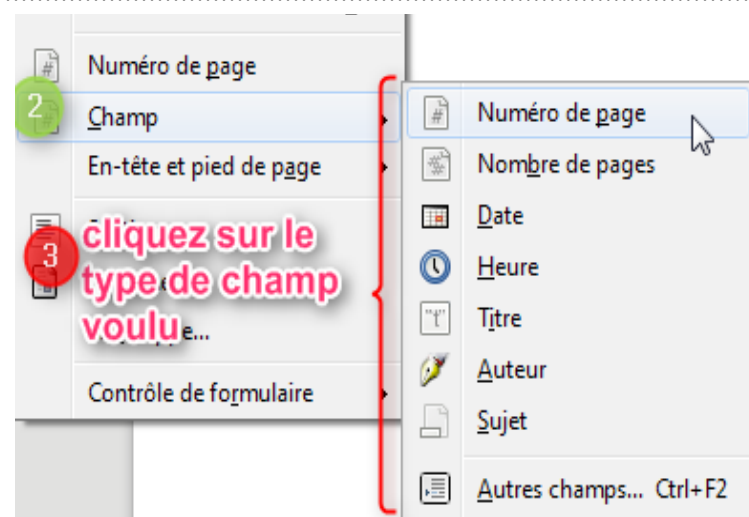 Numéro de page
2
Champ
En-tête et pied de page
3
cliquez sur le
type de champ
voulu
e...
Contrôle de formulaire
Numéro de page
Nombre de pages
Date
Heure
Titre
Auteur
Sujet
Autres champs... Ctrl+F2